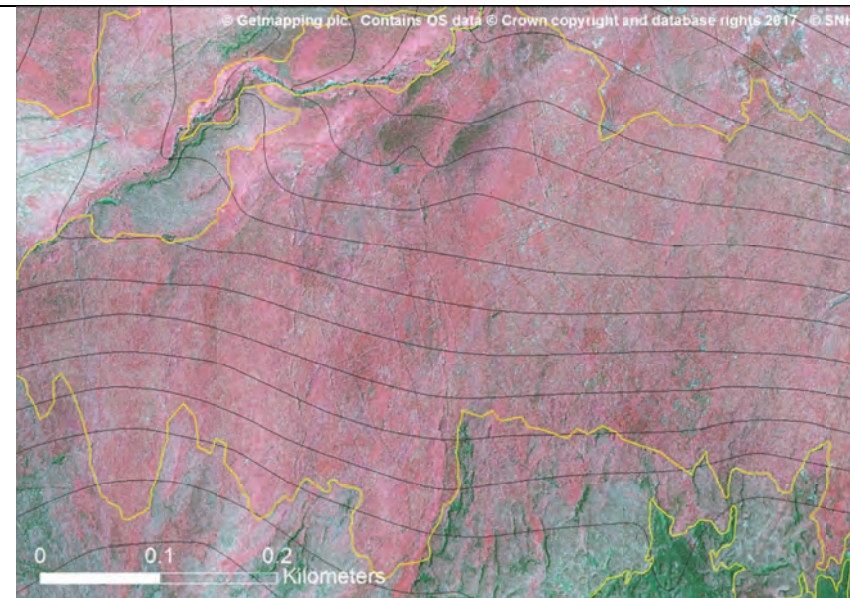 © Getmapping plc. Contains OS data © Crown copyright and database rights 2017. © SNH
0 0.1 0.2
Kilometers